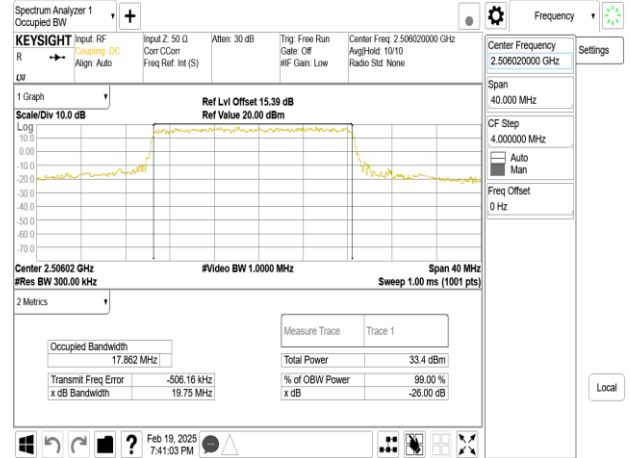 Spectrum Analyzer 1
Occupied BW
Frequency
KEYSIGHT
R
Input: RF
Coupling: DC
Align: Auto
Input Z: 50 Ω
Corr CCorr
Freq Ref: Int (S)
Atten: 30 dB
Trig: Free Run
Gate: Off
#IF Gain: Low
Center Freq: 2.506020000 GHz
Avg|Hold: 10/10
Radio Std: None
Center Frequency
2.506020000 GHz
Settings
Span
40.000 MHz
CF Step
4.000000 MHz
Auto
Man
Freq Offset
0 Hz
Local
1 Graph
Scale/Div 10.0 dB
Ref Lvl Offset 15.39 dB
Ref Value 20.00 dBm
Log
10.0
0.00
-10.0
-20.0
-30.0
-40.0
-50.0
-60.0
-70.0
Center 2.50602 GHz
#Res BW 300.00 kHz
#Video BW 1.0000 MHz
Span 40 MHz
Sweep 1.00 ms (1001 pts)
2 Metrics
Measure Trace Trace 1
Occupied Bandwidth
17.862 MHz
Total Power 33.4 dBm
Transmit Freq Error -506.16 kHz
% of OBW Power 99.00 %
x dB Bandwidth 19.75 MHz
x dB -26.00 dB
?
Feb 19, 2025
7:41:03 PM